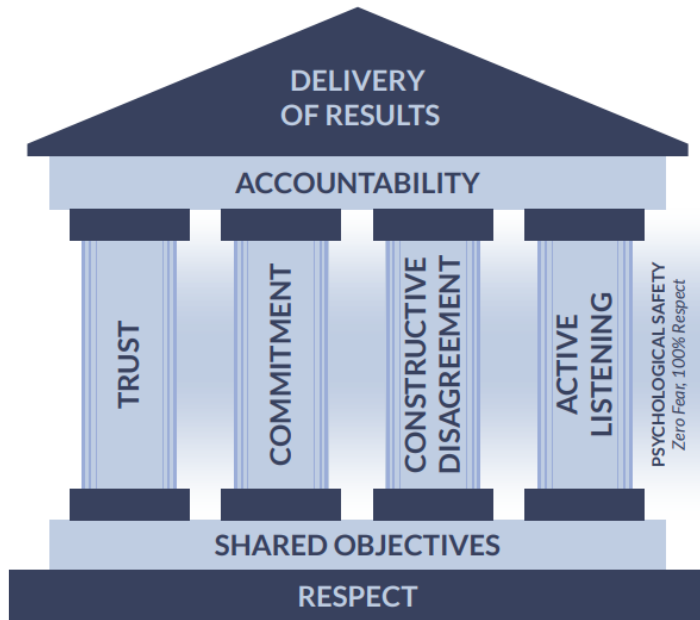 DELIVERY
OF RESULTS
ACCOUNTABILITY
TRUST
COMMITMENT
CONSTRUCTIVE
DISAGREEMENT
ACTIVE
LISTENING
PSYCHOLOGICAL SAFETY
Zero Fear, 100% Respect
SHARED OBJECTIVES
RESPECT